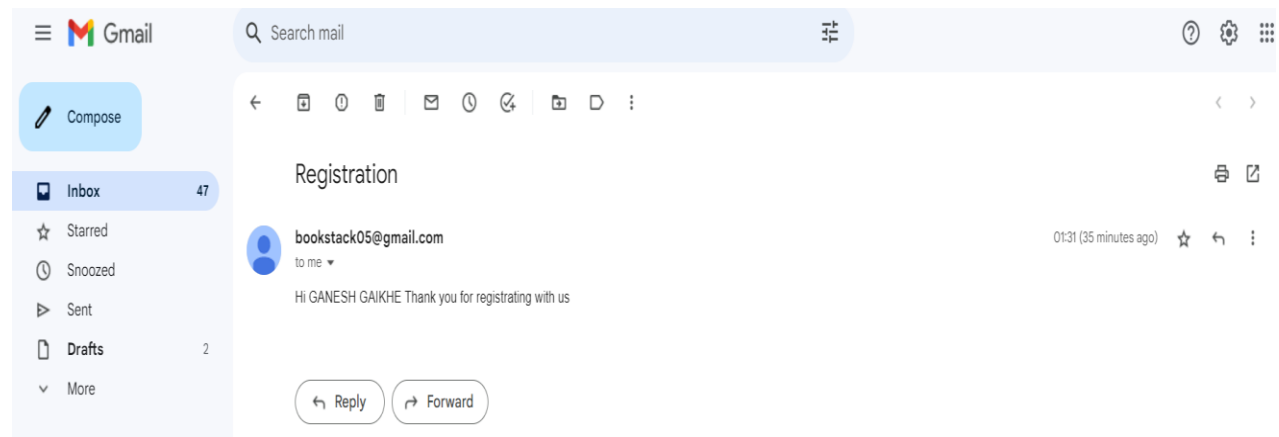 Gmail
Search mail
Compose
Registration
Inbox 47
Starred
bookstack05@gmail.com
01:31 (35 minutes ago)
to me
Snoozed
Hi GANESH GAIKHE Thank you for registrating with us
Sent
Drafts 2
More
Reply
Forward